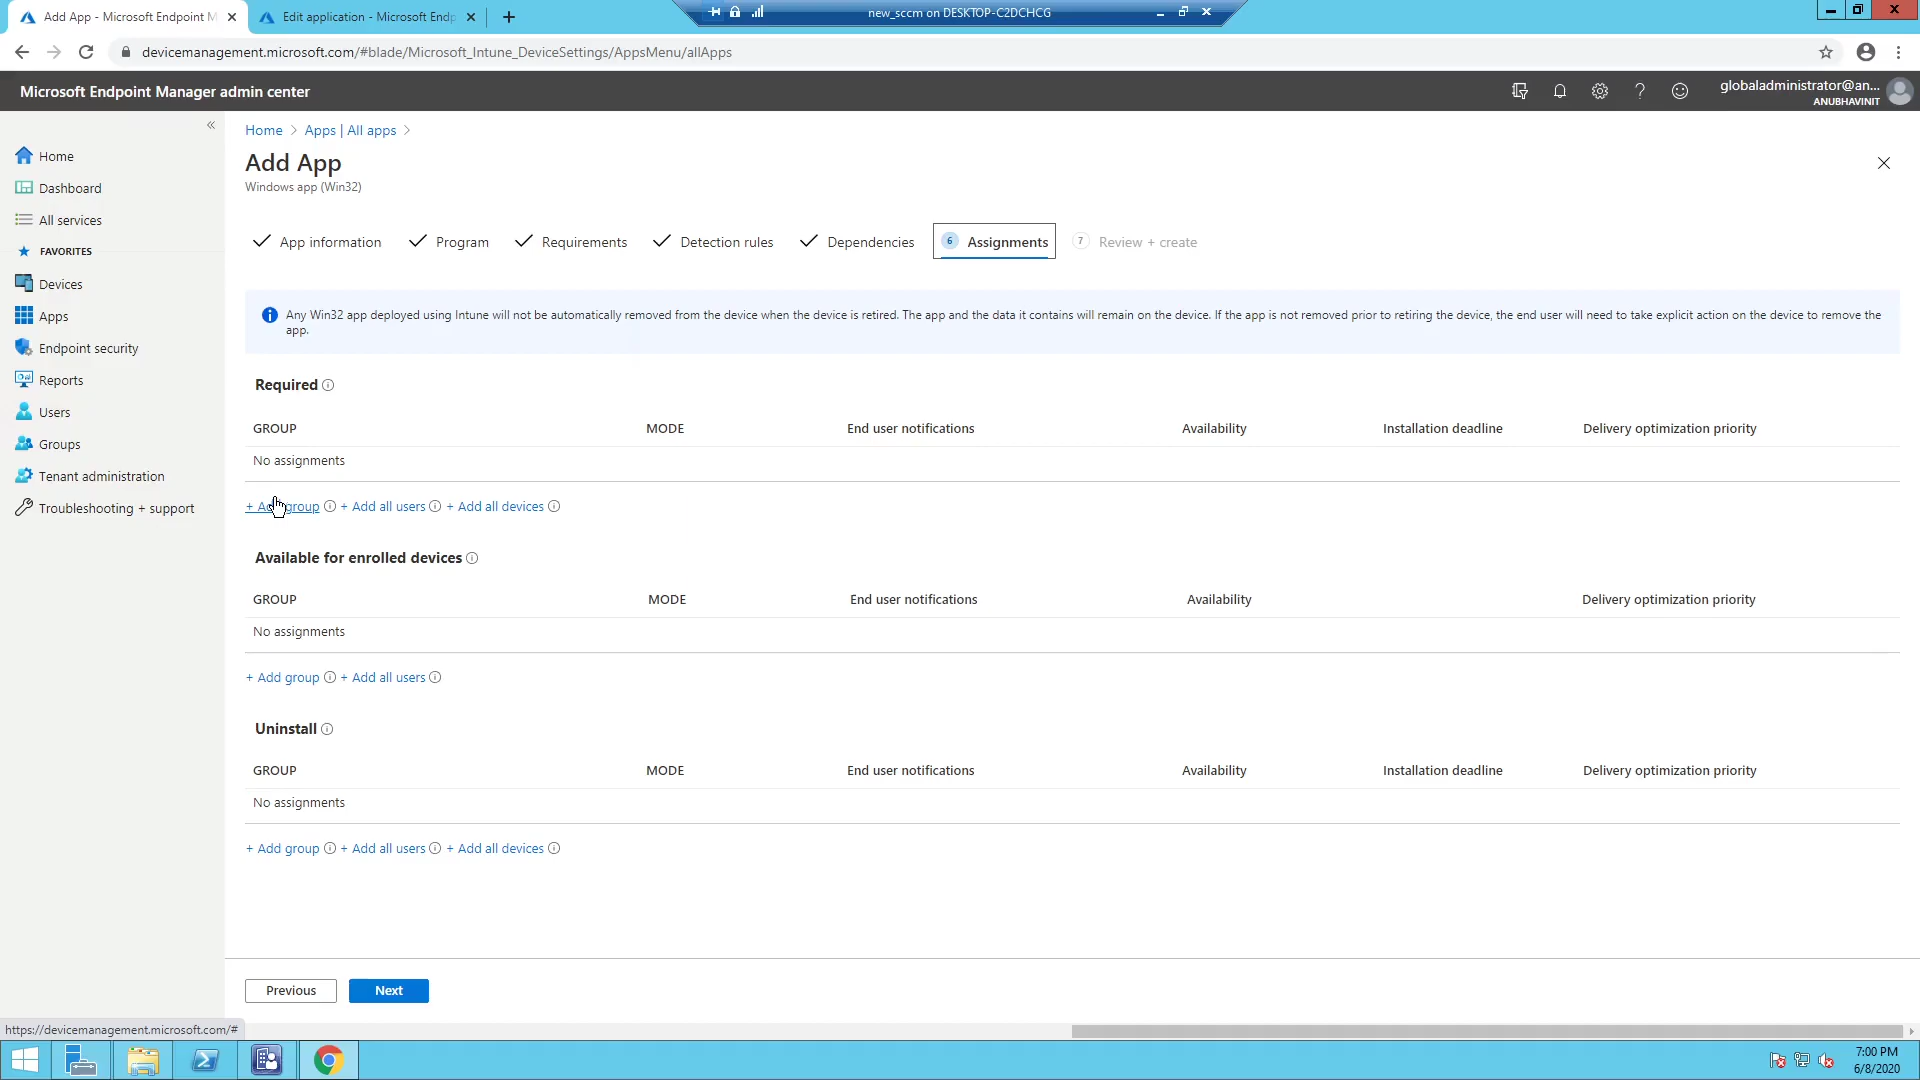 Add App - Microsoft Endpoint M
Edit application - Microsoft Endp
new_sccm on DESKTOP-C2DCHCG
devicemanagement.microsoft.com/#blade/Microsoft_Intune_DeviceSettings/AppsMenu/allApps
Microsoft Endpoint Manager admin center
globaladministrator@an...
ANUBHAVINIT
Home
Dashboard
All services
FAVORITES
Devices
Apps
Endpoint security
Reports
Users
Groups
Tenant administration
Troubleshooting + support
Home > Apps | All apps >
Add App
Windows app (Win32)
App information
Program
Requirements
Detection rules
Dependencies
6 Assignments
7 Review + create
Any Win32 app deployed using Intune will not be automatically removed from the device when the device is retired. The app and the data it contains will remain on the device. If the app is not removed prior to retiring the device, the end user will need to take explicit action on the device to remove the
app.
Required
GROUP MODE End user notifications Availability Installation deadline Delivery optimization priority
No assignments
+ Add group + Add all users + Add all devices
Available for enrolled devices
GROUP MODE End user notifications Availability Delivery optimization priority
No assignments
+ Add group + Add all users
Uninstall
GROUP MODE End user notifications Availability Installation deadline Delivery optimization priority
No assignments
+ Add group + Add all users + Add all devices
Previous
Next
https://devicemanagement.microsoft.com/#
7:00 PM
6/8/2020